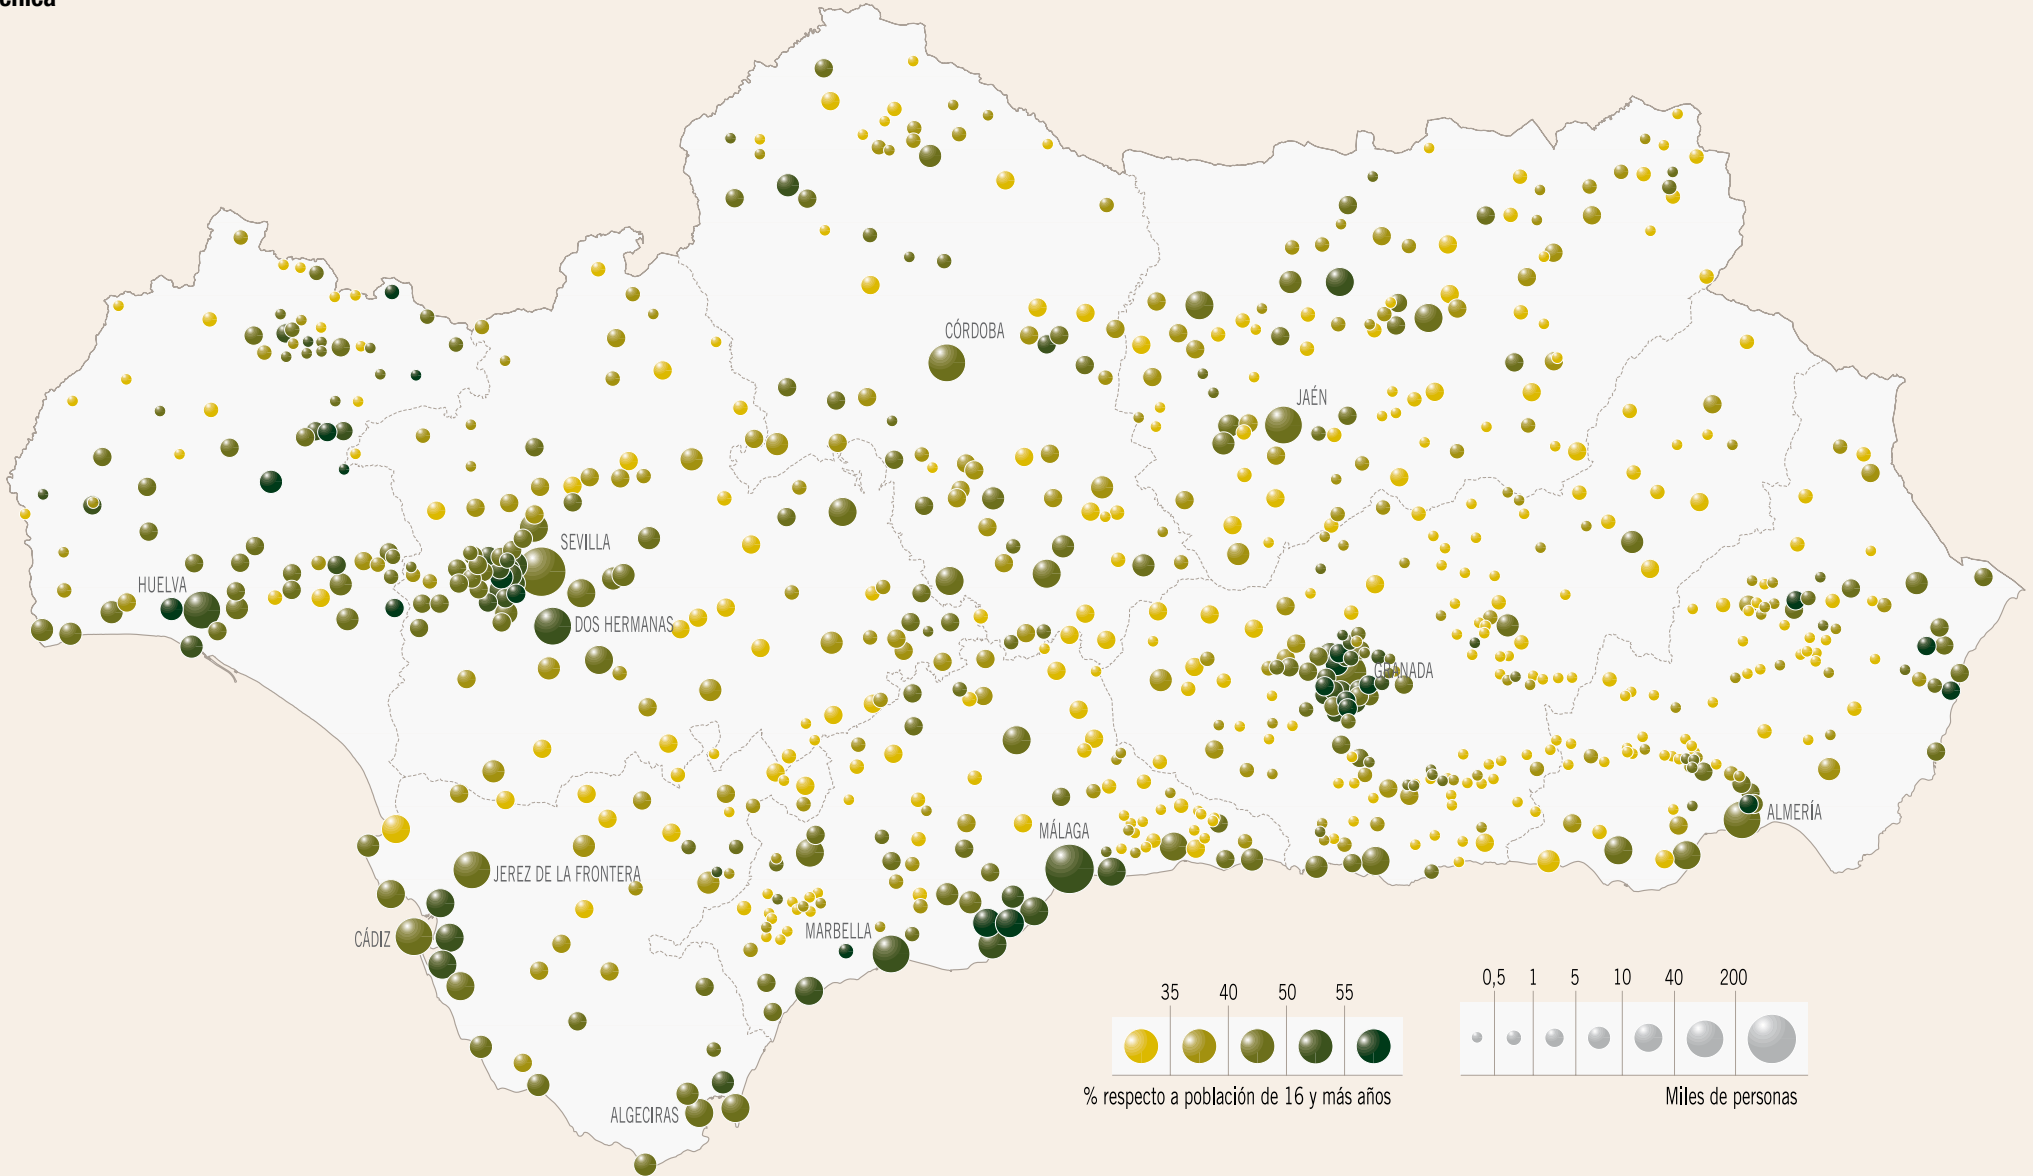 CÓRDOBA
JAÉN
SEVILLA
HUELVA
DOS HERMANAS
GRANADA
ALMERÍA
MÁLAGA
JEREZ DE LA FRONTERA
MARBELLA
CÁDIZ
ALGECIRAS
35 40 50 55
% respecto a población de 16 y más años
0,5 1 5 10 40 200
Miles de personas